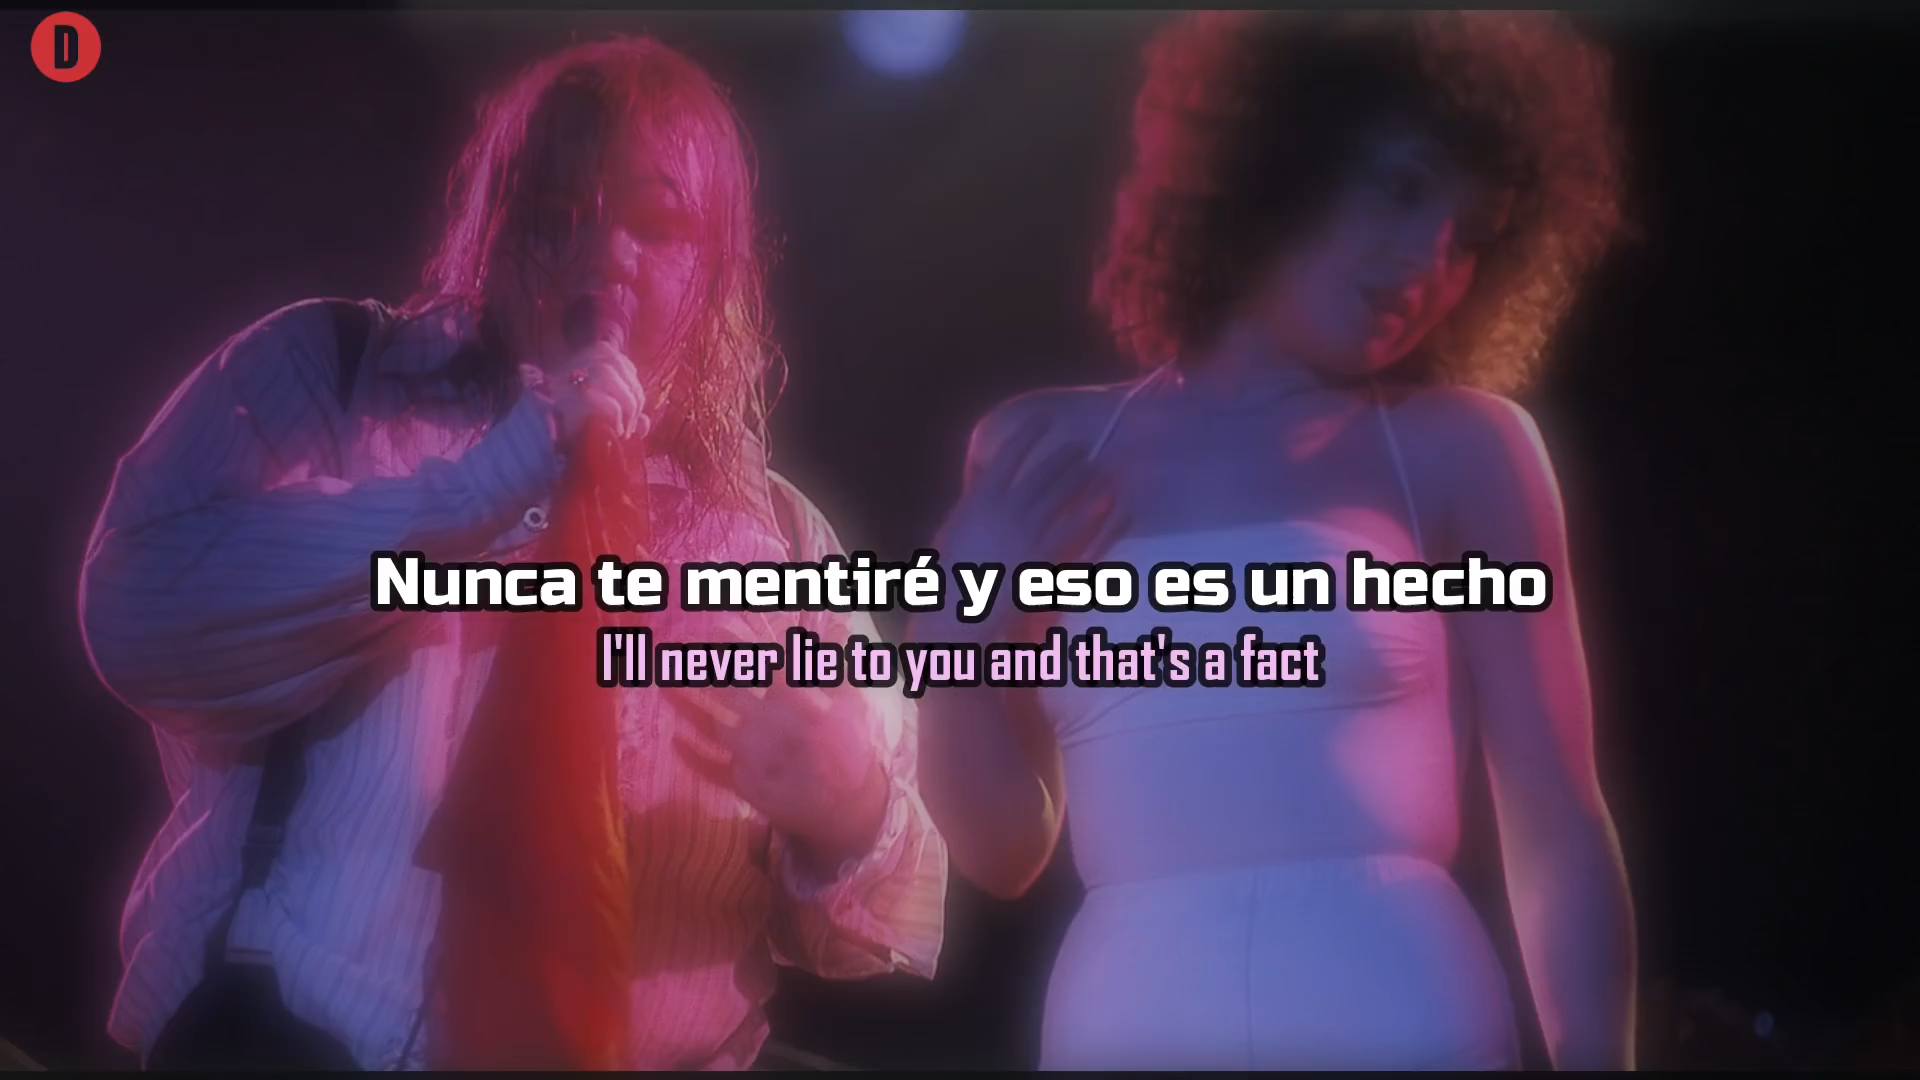 D
Nunca te mentiré y eso es un hecho
I'll never lie to you and that's a fact